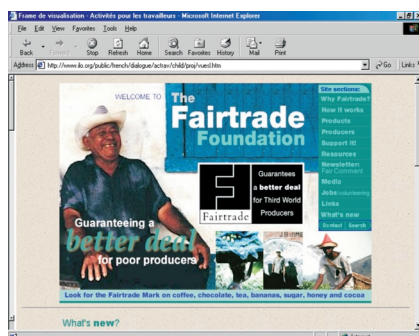 Frame de visualisation - Activités pour les travailleurs - Microsoft Internet Explorer
File Edit View Favorites Tools Help
Back Stop Refresh Home Search Favorites History Mail Print
Address http://www.ilo.org/public/french/dialogue/actrav/child/proj/vuesl.htm Go Links
WELCOME TO The
Fairtrade
Foundation
Site sections:
Why Fairtrade?
How it works
Products
Producers
Support it!
Resources
Newsletter:
Fair Comment
Media
Jobs/volunteering
Links
What's new
Contact Search
Fairtrade
Guarantees
a better deal
for Third World
Producers
Guaranteeing a
better deal
for poor producers
Look for the Fairtrade Mark on coffee, chocolate, tea, bananas, sugar, honey and cocoa
What's new?